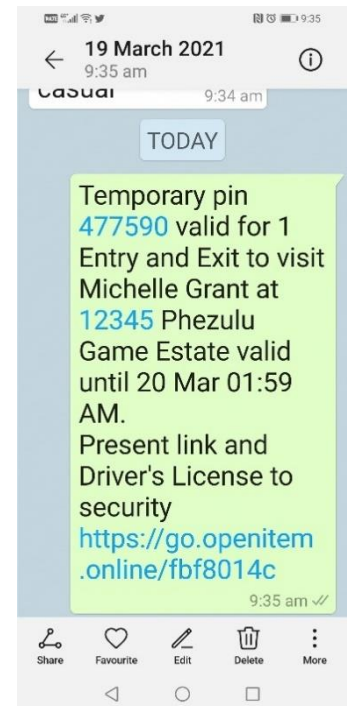 9:35
19 March 2021
9:35 am
casual
9:34 am
TODAY
Temporary pin
477590 valid for 1
Entry and Exit to visit
Michelle Grant at
12345 Phezulu
Game Estate valid
until 20 Mar 01:59
AM.
Present link and
Driver's License to
security
https://go.openitem
.online/fbf8014c
9:35 am
Share Favourite Edit Delete More